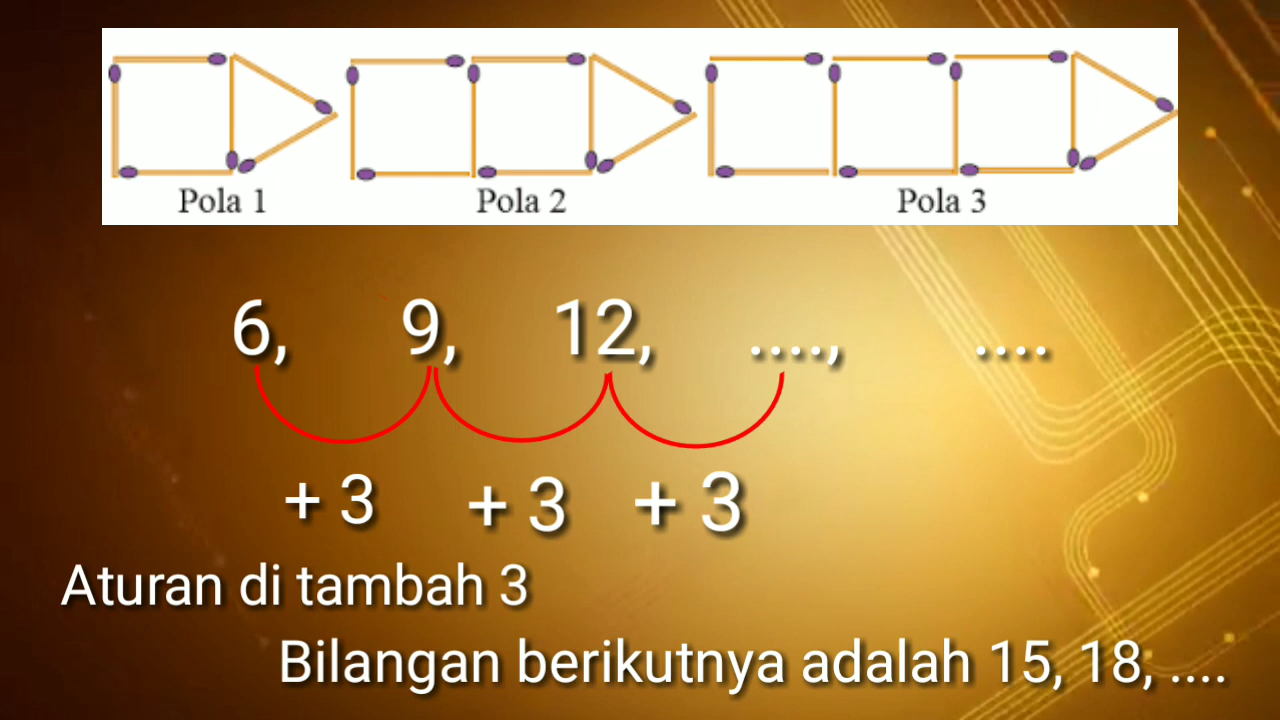 Pola 1 Pola 2 Pola 3
6, 9, 12, ...., ....
+ 3 + 3 + 3
Aturan di tambah 3
Bilangan berikutnya adalah 15, 18, ....